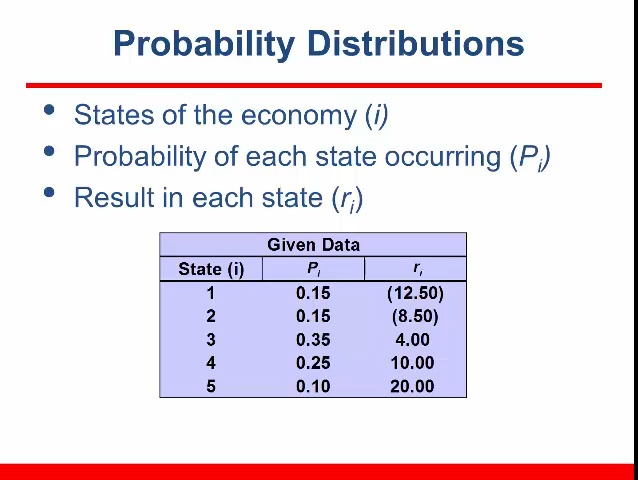 Probability Distributions
• States of the economy (i)
• Probability of each state occurring (Pi)
• Result in each state (ri)
Given Data
State (i) Pi ri
1 0.15 (12.50)
2 0.15 (8.50)
3 0.35 4.00
4 0.25 10.00
5 0.10 20.00